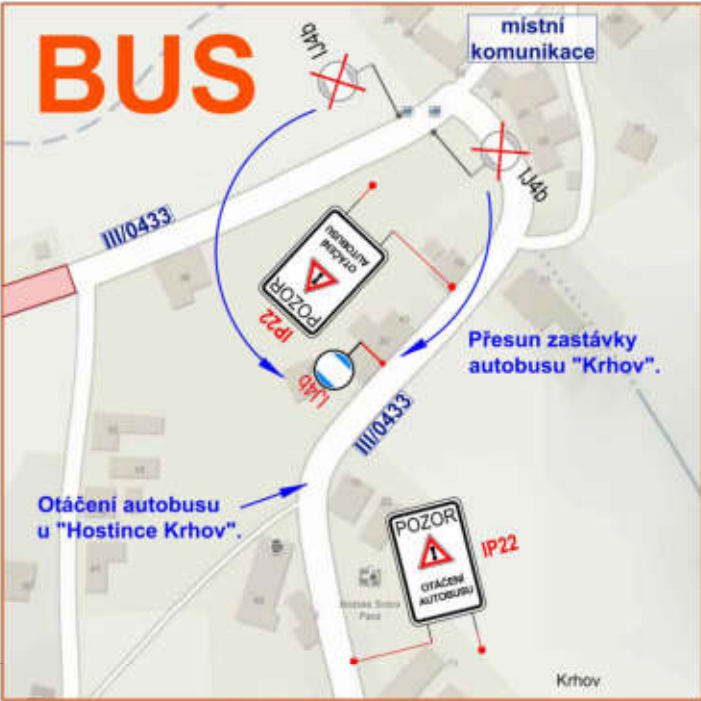 BUS
místní
komunikace
IJ4b
IJ4b
III/0433
POZOR
OTÁČENÍ
AUTOBUSU
IP22
IJ4b
Přesun zastávky
autobusu "Krhov".
III/0433
Otáčení autobusu
u "Hostince Krhov".
POZOR
OTÁČENÍ
AUTOBUSU
IP22
Krhov